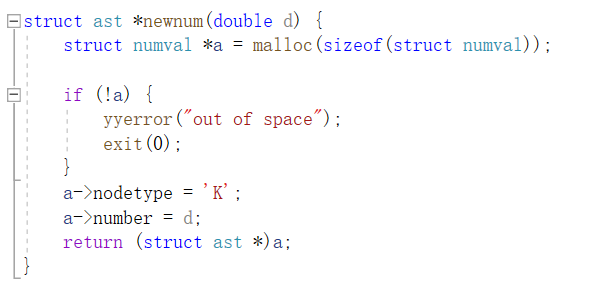 struct ast *newnum(double d) {
    struct numval *a = malloc(sizeof(struct numval));

    if (!a) {
        yyerror("out of space");
        exit(0);
    }
    a->nodetype = 'K';
    a->number = d;
    return (struct ast *)a;
}